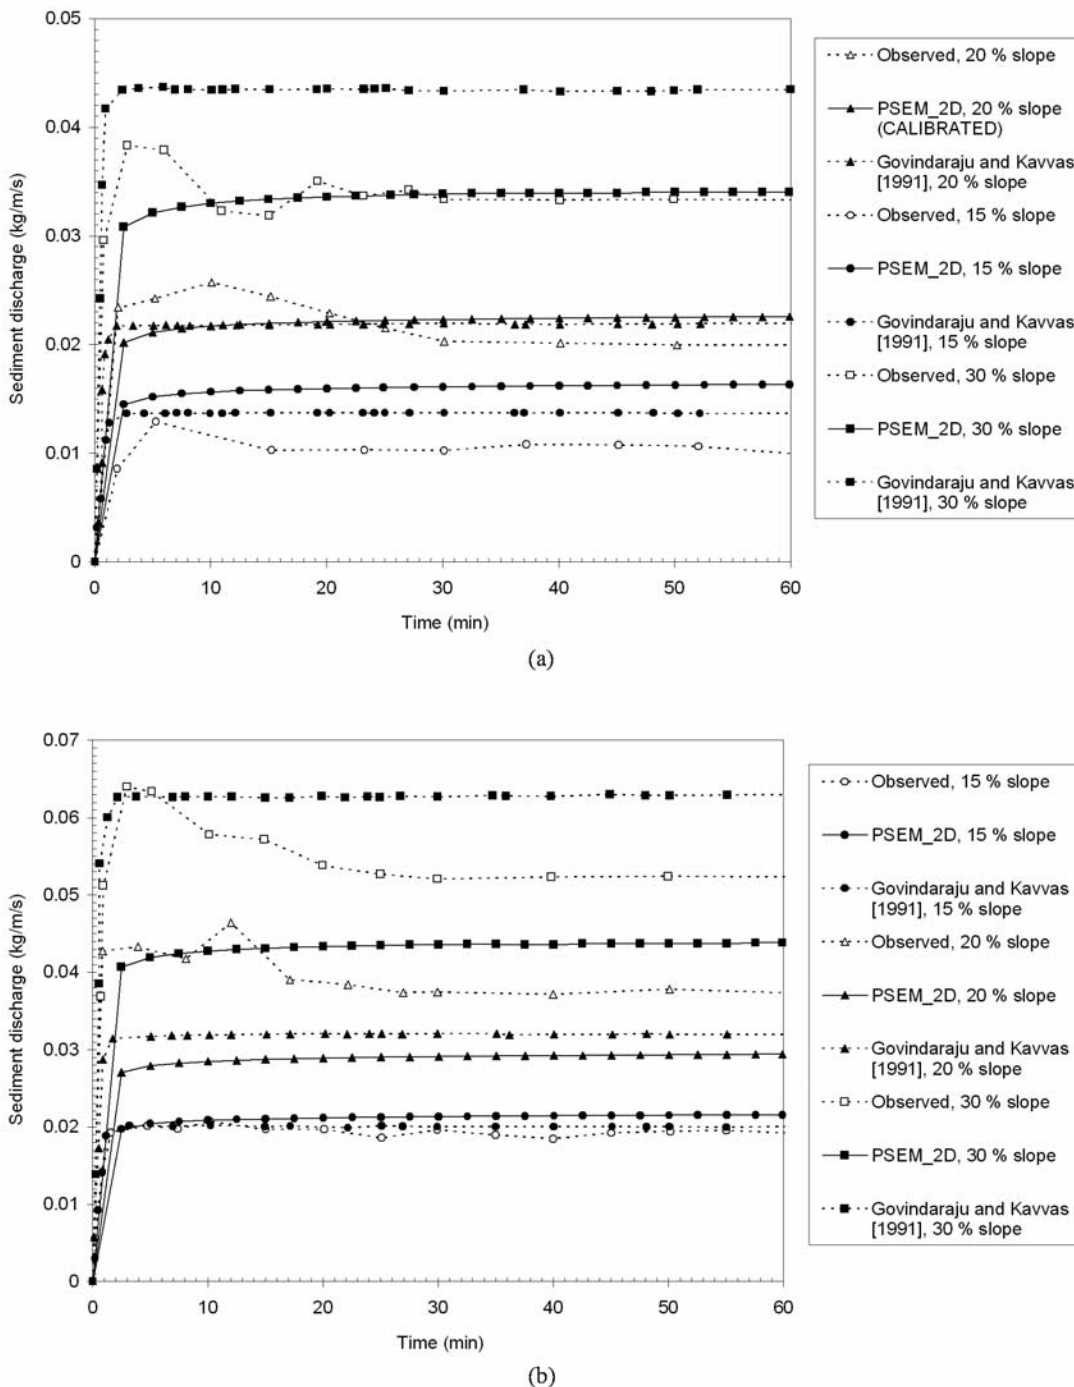 0.05
0.04
0.03
0.02
0.01
0
Sediment discharge (kg/m/s)
0 10 20 30 40 50 60
Time (min)
Observed, 20 % slope
PSEM_2D, 20 % slope
(CALIBRATED)
Govindaraju and Kavvas
[1991], 20 % slope
Observed, 15 % slope
PSEM_2D, 15 % slope
Govindaraju and Kavvas
[1991], 15 % slope
Observed, 30 % slope
PSEM_2D, 30 % slope
Govindaraju and Kavvas
[1991], 30 % slope
(a)
0.07
0.06
0.05
0.04
0.03
0.02
0.01
0
Sediment discharge (kg/m/s)
0 10 20 30 40 50 60
Time (min)
Observed, 15 % slope
PSEM_2D, 15 % slope
Govindaraju and Kavvas
[1991], 15 % slope
Observed, 20 % slope
PSEM_2D, 20 % slope
Govindaraju and Kavvas
[1991], 20 % slope
Observed, 30 % slope
PSEM_2D, 30 % slope
Govindaraju and Kavvas
[1991], 30 % slope
(b)